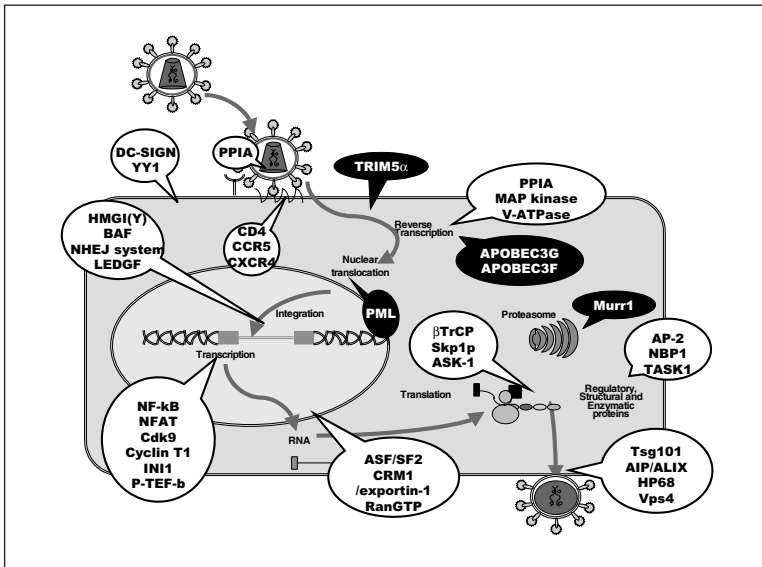 DC-SIGN
YY1
PPIA
TRIM5α
PPIA
MAP kinase
V-ATPase
HMGI(Y)
BAF
NHEJ system
LEDGF
CD4
CCR5
CXCR4
Reverse
Transcription
APOBEC3G
APOBEC3F
Nuclear
translocation
Integration
PML
Proteasome
Murr1
βTrCP
Skp1p
ASK-1
AP-2
NBP1
TASK1
Transcription
Translation
Regulatory,
Structural and
Enzymatic
proteins
NF-kB
NFAT
Cdk9
Cyclin T1
INI1
P-TEF-b
RNA
ASF/SF2
CRM1
/exportin-1
RanGTP
Tsg101
AIP/ALIX
HP68
Vps4